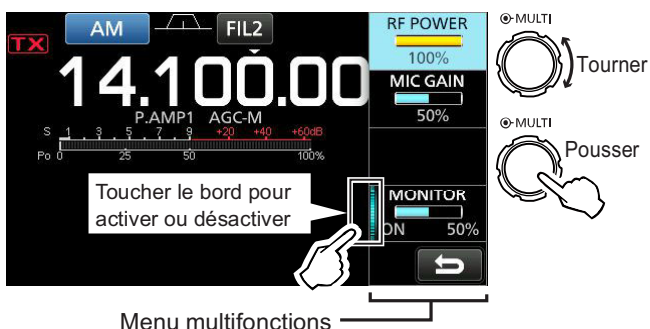 AM
FIL2
TX
14.100.00
P.AMP1 AGC-M
S 1 3 5 7 9 +20 +40 +60dB
Po 0 25 50 100%
RF POWER
100%
MIC GAIN
50%
MONITOR
ON 50%
Toucher le bord pour
activer ou désactiver
Menu multifonctions
MULTI
Tourner
MULTI
Pousser